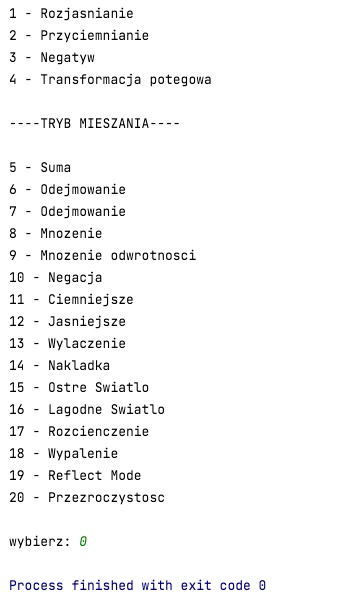 1 - Rozjasnianie
2 - Przyciemnianie
3 - Negatyw
4 - Transformacja potegowa
----TRYB MIESZANIA----
5 - Suma
6 - Odejmowanie
7 - Odejmowanie
8 - Mnozenie
9 - Mnozenie odwrotnosci
10 - Negacja
11 - Ciemniejsze
12 - Jasniejsze
13 - Wylaczenie
14 - Nakladka
15 - Ostre Swiatlo
16 - Lagodne Swiatlo
17 - Rozcienczenie
18 - Wypalenie
19 - Reflect Mode
20 - Przezroczystosc
wybierz: 0
Process finished with exit code 0